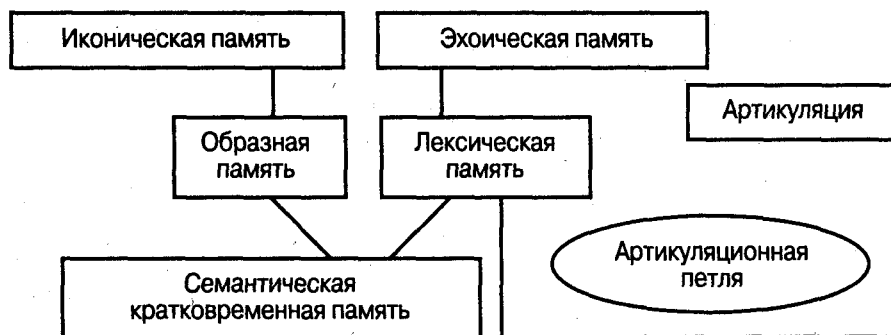 Иконическая память
Эхоическая память
Артикуляция
Образная
память
Лексическая
память
Артикуляционная
петля
Семантическая
кратковременная память